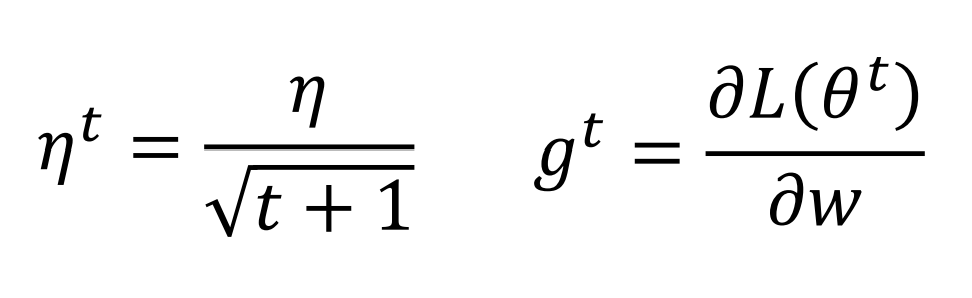 η^t = η / √(t + 1)    g^t = ∂L(θ^t) / ∂w